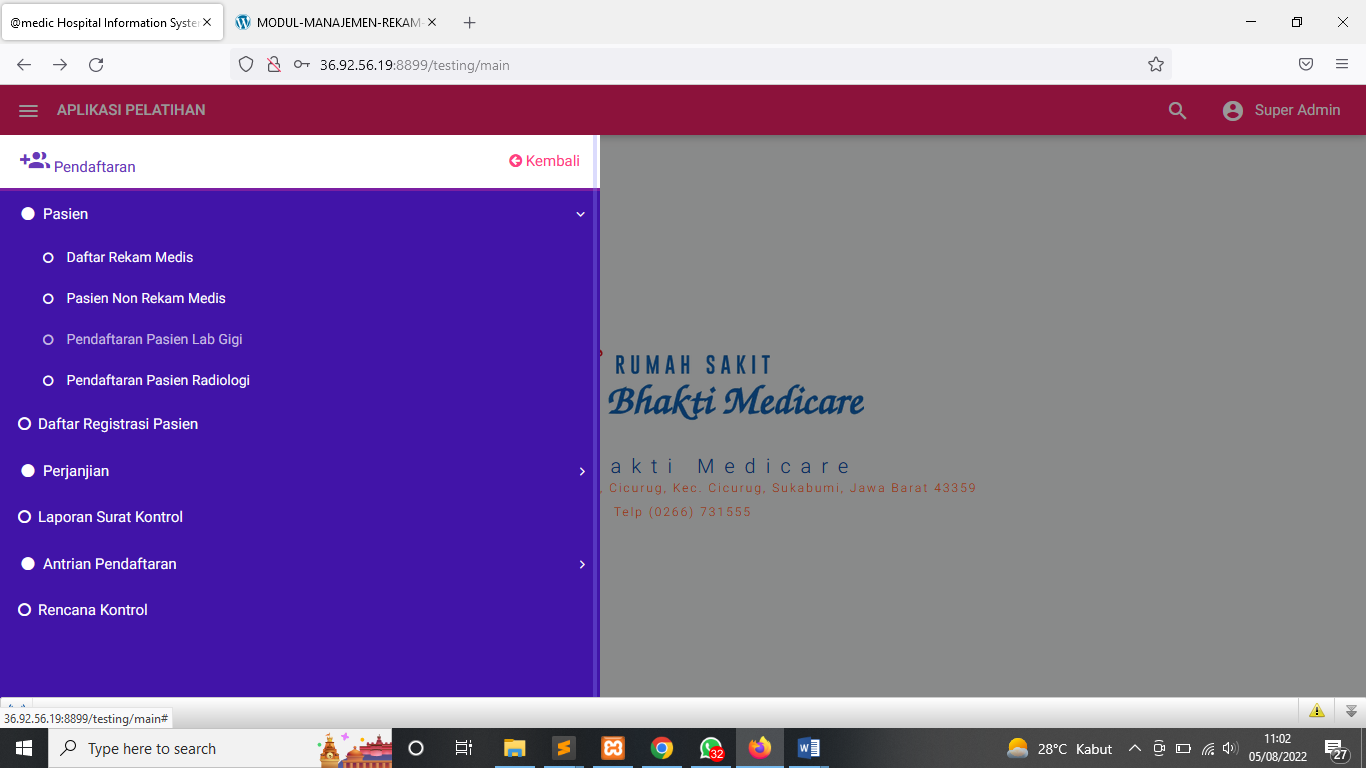 @medic Hospital Information Syste
MODUL-MANAJEMEN-REKAM-
36.92.56.19:8899/testing/main
APLIKASI PELATIHAN
Super Admin
Pendaftaran
Kembali
Pasien
Daftar Rekam Medis
Pasien Non Rekam Medis
Pendaftaran Pasien Lab Gigi
Pendaftaran Pasien Radiologi
Daftar Registrasi Pasien
Perjanjian
Laporan Surat Kontrol
Antrian Pendaftaran
Rencana Kontrol
RUMAH SAKIT
Bhakti Medicare
akti Medicare
, Cicurug, Kec. Cicurug, Sukabumi, Jawa Barat 43359
Telp (0266) 731555
36.92.56.19:8899/testing/main#
Type here to search
32
28°C Kabut
11:02
05/08/2022
27